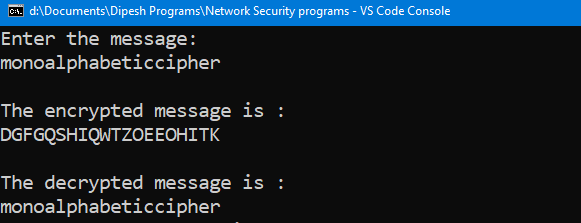 d:\Documents\Dipesh Programs\Network Security programs - VS Code Console
Enter the message:
monoalphabeticcipher
The encrypted message is :
DGFGQSHIQWTZOEEOHITK
The decrypted message is :
monoalphabeticcipher